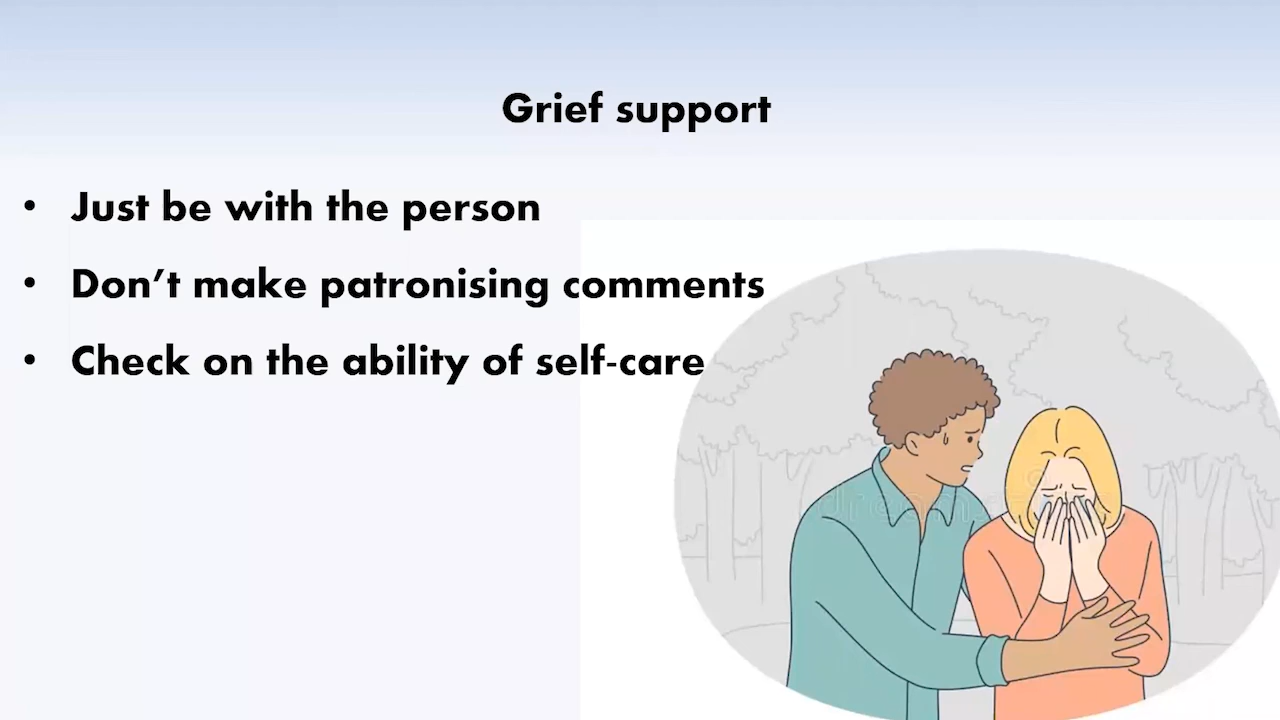 Grief support
• Just be with the person
• Don’t make patronising comments
• Check on the ability of self-care